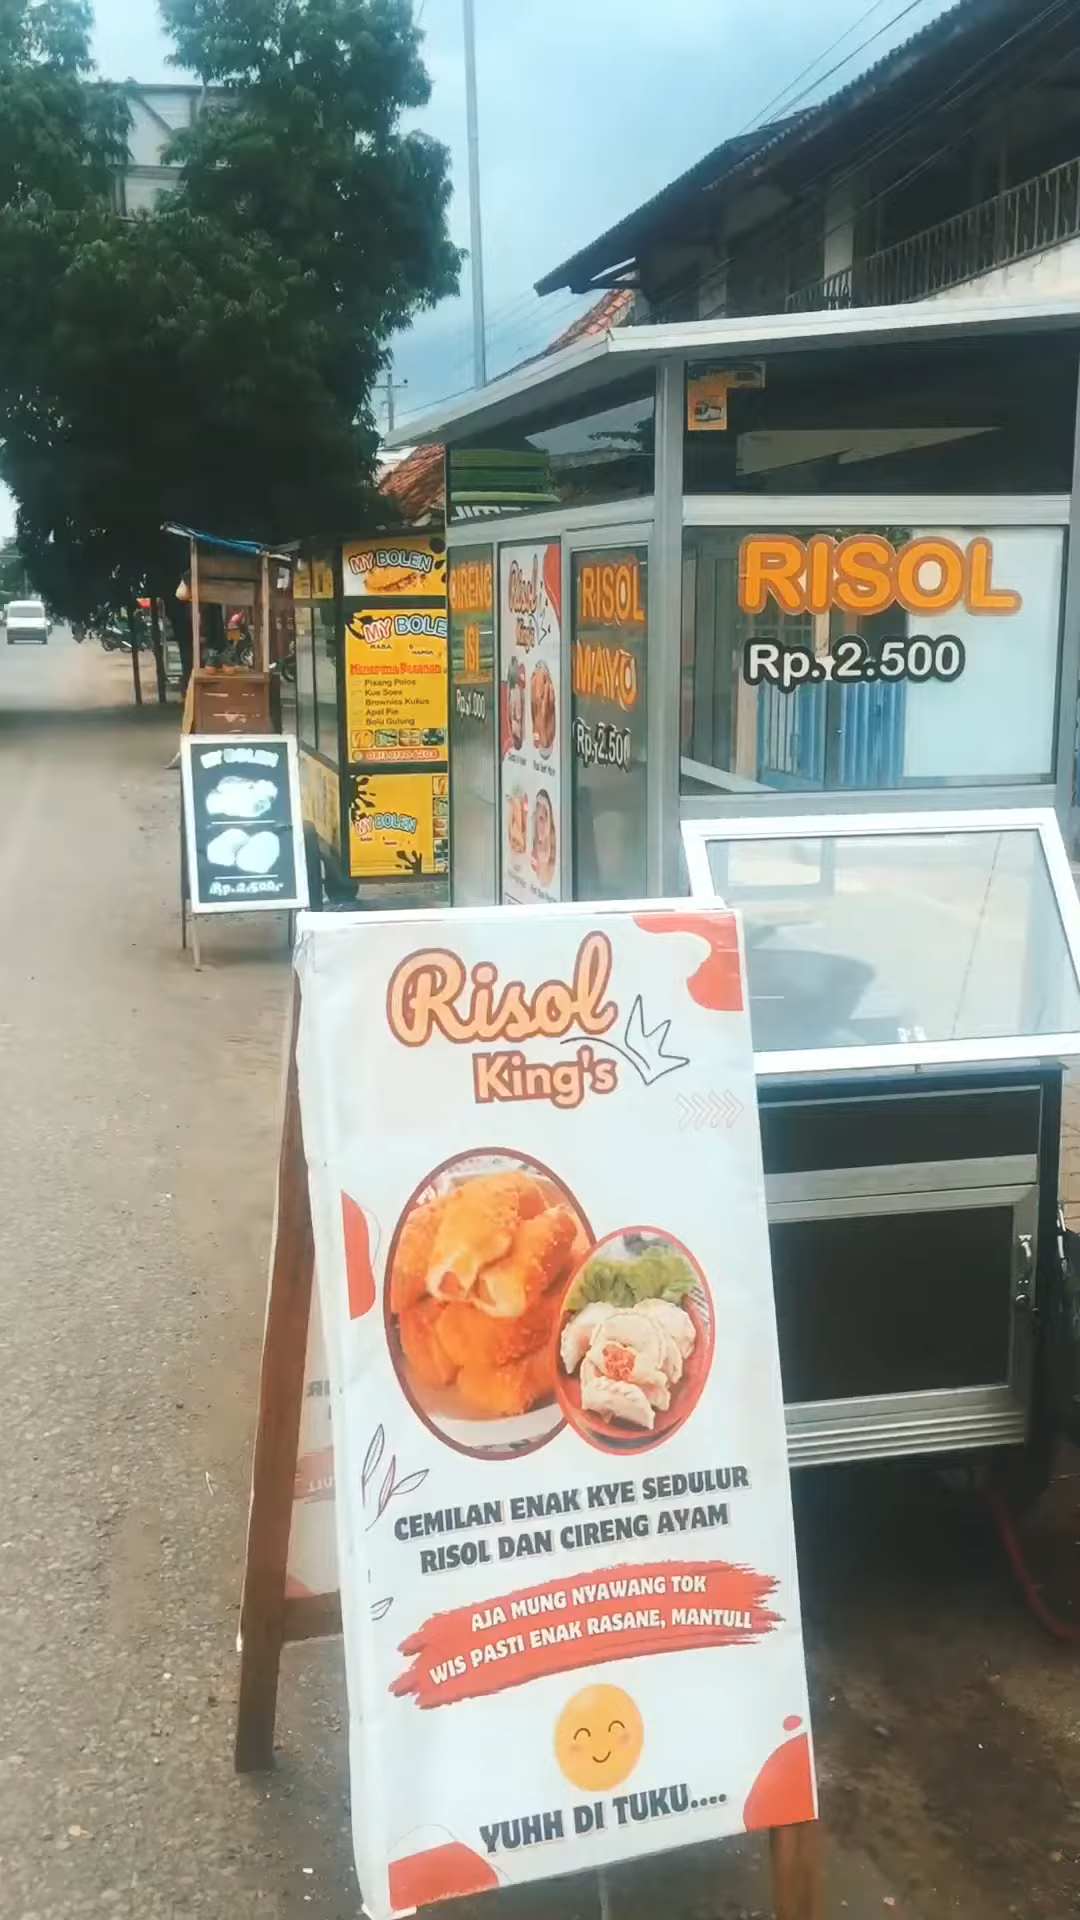 MY BOLEN
MY BOLEN
Menerima Pesanan
Pisang Polos
Kue Soes
Brownies Kukus
Apel Pie
Bolu Gulung
MY BOLEN
MY BOLEN
Rp.2.500,-
CIRENG
ISI
Rp.1.000
Risol
King's
RISOL
MAYO
Rp.2.500
RISOL
Rp.2.500
Risol
King's
CEMILAN ENAK KYE SEDULUR
RISOL DAN CIRENG AYAM
AJA MUNG NYAWANG TOK
WIS PASTI ENAK RASANE, MANTULL
YUHH DI TUKU....